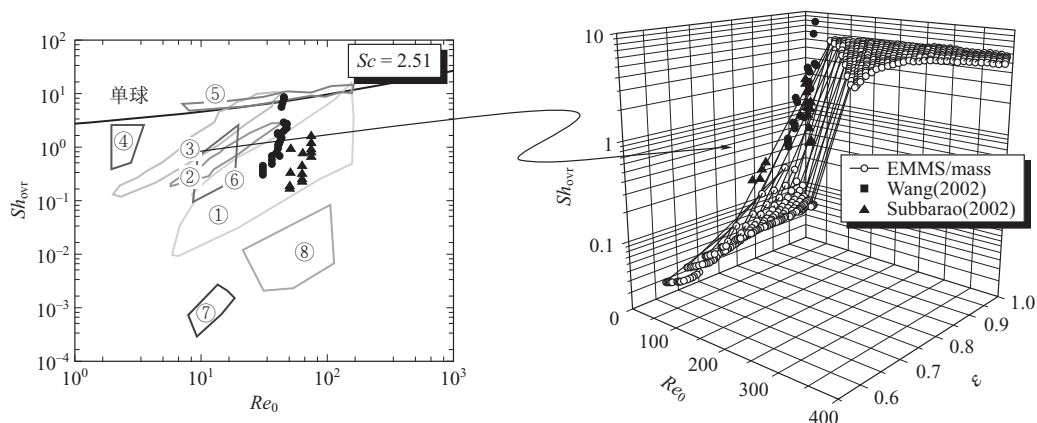 10² 10¹ 10⁰ 10⁻¹ 10⁻² 10⁻³ 10⁻⁴
Sh_ovr
Sc = 2.51
单球
⑤
④
③
②
⑥
①
⑧
⑦
10⁰ 10¹ 10² 10³
Re₀
10
1
0.1
Sh_ovr
EMMS/mass
Wang(2002)
Subbarao(2002)
0 100 200 300 400
Re₀
0.6 0.7 0.8 0.9 1.0
ε